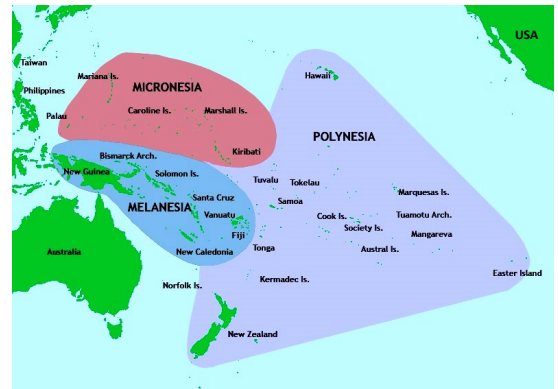 USA
Taiwan
Mariana Is.
Hawaii
MICRONESIA
Philippines
Caroline Is.
Marshall Is.
Palau
POLYNESIA
Kiribati
Bismarck Arch.
New Guinea
Solomon Is.
Tuvalu
Tokelau
Marquesas Is.
Santa Cruz
Samoa
MELANESIA
Vanuatu
Cook Is.
Tuamotu Arch.
Society Is.
Fiji
Mangareva
Australia
New Caledonia
Tonga
Austral Is.
Easter Island
Norfolk Is.
Kermadec Is.
New Zealand